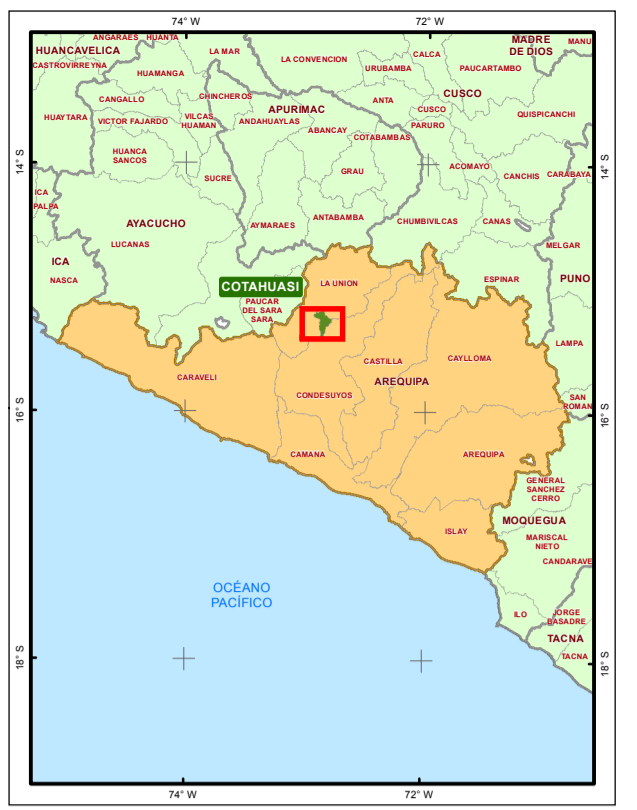 74° W
72° W
ANGARAES
HUANTA
MADRE
DE DIOS
MANU
HUANCAVELICA
LA MAR
LA CONVENCION
CALCA
CASTROVIRREYNA
HUAMANGA
URUBAMBA
PAUCARTAMBO
CUSCO
CANGALLO
CHINCHEROS
ANTA
APURIMAC
CUSCO
HUAYTARA
VICTOR FAJARDO
VILCAS
HUAMAN
ANDAHUAYLAS
ABANCAY
PARURO
QUISPICANCHI
COTABAMBAS
HUANCA
SANCOS
14° S
GRAU
ACOMAYO
CANCHIS
CARABAYA
14° S
SUCRE
ICA
PALPA
AYACUCHO
AYMARAES
ANTABAMBA
CHUMBIVILCAS
CANAS
LUCANAS
MELGAR
ICA
NASCA
COTAHUASI
LA UNION
ESPINAR
PUNO
PAUCAR
DEL SARA
SARA
LAMPA
CASTILLA
CAYLLOMA
CARAVELI
AREQUIPA
CONDESUYOS
SAN
ROMAN
16° S
16° S
CAMANA
AREQUIPA
GENERAL
SANCHEZ
CERRO
MOQUEGUA
ISLAY
MARISCAL
NIETO
CANDARAVE
OCÉANO
PACÍFICO
ILO
JORGE
BASADRE
TACNA
TACNA
18° S
18° S
74° W
72° W